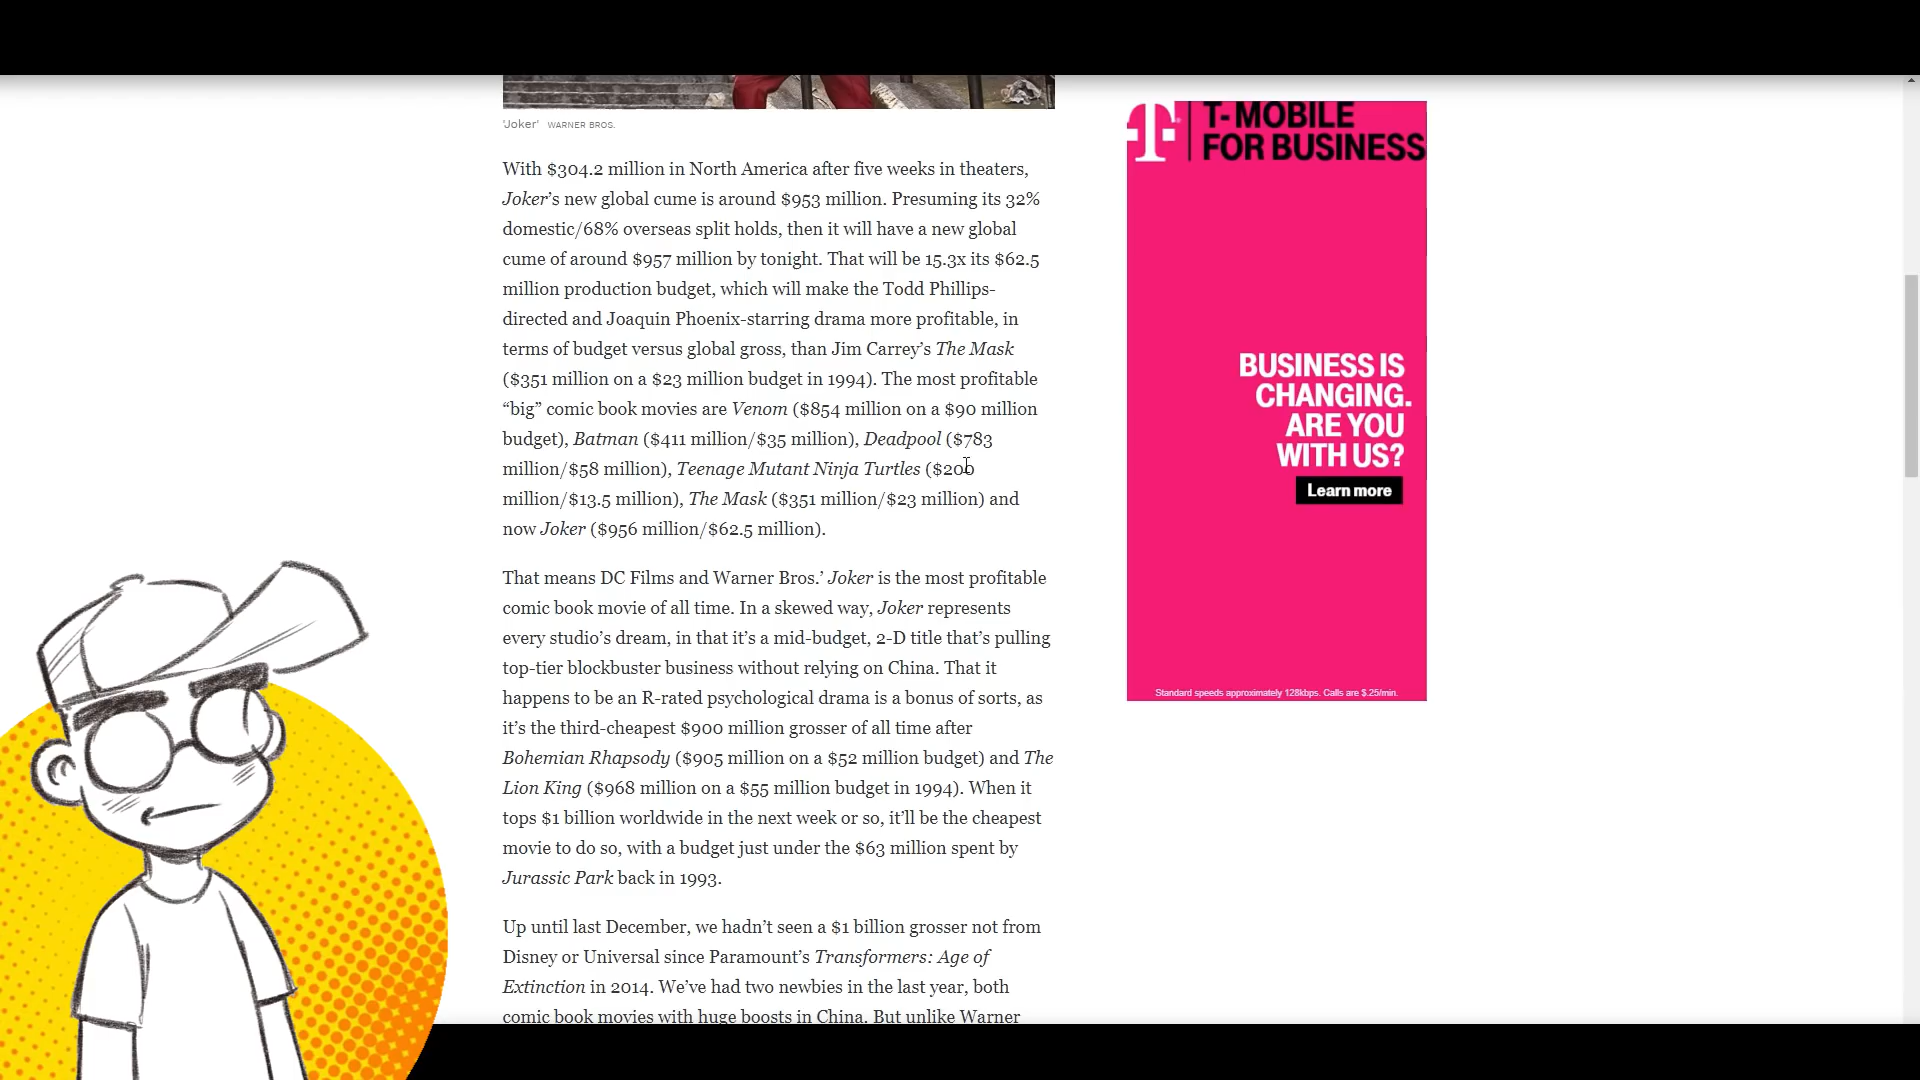 'Joker' WARNER BROS.
With $304.2 million in North America after five weeks in theaters,
Joker’s new global cume is around $953 million. Presuming its 32%
domestic/68% overseas split holds, then it will have a new global
cume of around $957 million by tonight. That will be 15.3x its $62.5
million production budget, which will make the Todd Phillips-
directed and Joaquin Phoenix-starring drama more profitable, in
terms of budget versus global gross, than Jim Carrey’s The Mask
($351 million on a $23 million budget in 1994). The most profitable
“big” comic book movies are Venom ($854 million on a $90 million
budget), Batman ($411 million/$35 million), Deadpool ($783
million/$58 million), Teenage Mutant Ninja Turtles ($200
million/$13.5 million), The Mask ($351 million/$23 million) and
now Joker ($956 million/$62.5 million).
That means DC Films and Warner Bros.’ Joker is the most profitable
comic book movie of all time. In a skewed way, Joker represents
every studio’s dream, in that it’s a mid-budget, 2-D title that’s pulling
top-tier blockbuster business without relying on China. That it
happens to be an R-rated psychological drama is a bonus of sorts, as
it’s the third-cheapest $900 million grosser of all time after
Bohemian Rhapsody ($905 million on a $52 million budget) and The
Lion King ($968 million on a $55 million budget in 1994). When it
tops $1 billion worldwide in the next week or so, it’ll be the cheapest
movie to do so, with a budget just under the $63 million spent by
Jurassic Park back in 1993.
Up until last December, we hadn’t seen a $1 billion grosser not from
Disney or Universal since Paramount’s Transformers: Age of
Extinction in 2014. We’ve had two newbies in the last year, both
comic book movies with huge boosts in China. But unlike Warner
T-MOBILE
FOR BUSINESS
BUSINESS IS
CHANGING.
ARE YOU
WITH US?
Learn more
Standard speeds approximately 128kbps. Calls are $.25/min.